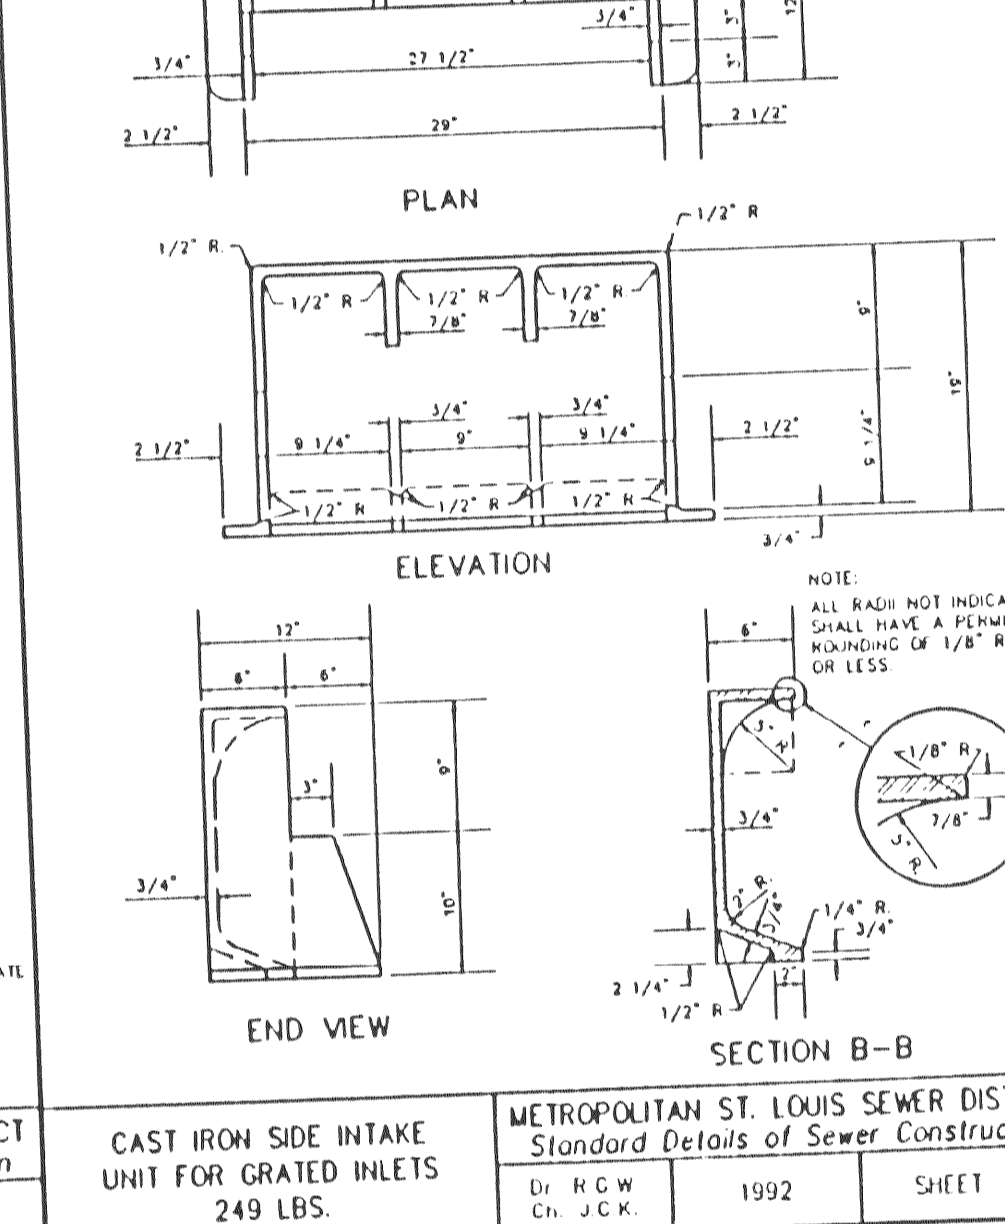 3/4"
3/4"
27 1/2"
2 1/2"
29"
2 1/2"
PLAN
1/2" R.
1/2" R
1/2" R
1/2" R
1/2" R
7/8"
7/8"
3/4"
3/4"
2 1/2"
9 1/4"
9"
9 1/4"
2 1/2"
1/2" R
1/2" R
1/2" R
3/4"
ELEVATION
NOTE:
ALL RADII NOT INDICA
SHALL HAVE A PERMI
ROUNDING OF 1/8" R
OR LESS.
12"
6"
6"
6"
3"
3/4"
10"
END VIEW
3" R
1/8" R
7/8"
3" R
3/4"
2" R.
3/4"
1/4" R.
3/4"
2 1/4"
2"
1/2" R
SECTION B-B
ATE
CT
n
CAST IRON SIDE INTAKE
UNIT FOR GRATED INLETS
249 LBS.
METROPOLITAN ST. LOUIS SEWER DIS
Standard Details of Sewer Construc
Dr R C W
Ch. J.C.K.
1992
SHEET